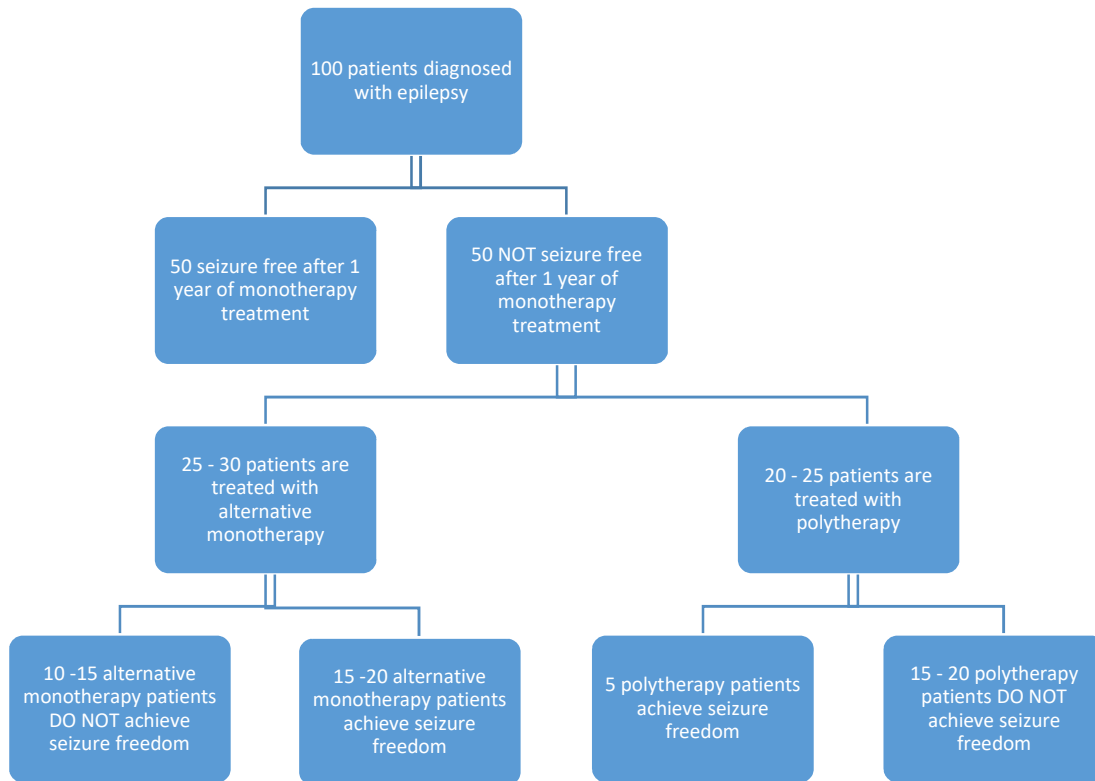 100 patients diagnosed
with epilepsy
50 seizure free after 1
year of monotherapy
treatment
50 NOT seizure free
after 1 year of
monotherapy
treatment
25 - 30 patients are
treated with
alternative
monotherapy
20 - 25 patients are
treated with
polytherapy
10 -15 alternative
monotherapy patients
DO NOT achieve
seizure freedom
15 -20 alternative
monotherapy patients
achieve seizure
freedom
5 polytherapy patients
achieve seizure
freedom
15 - 20 polytherapy
patients DO NOT
achieve seizure
freedom